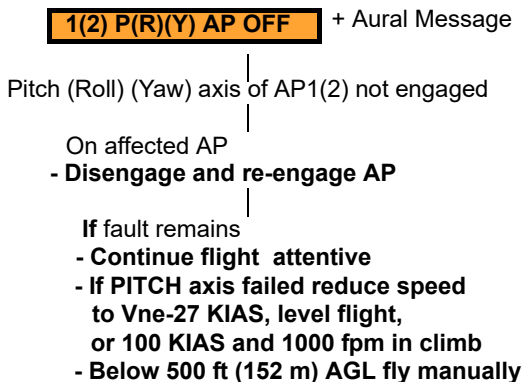 1(2) P(R)(Y) AP OFF + Aural Message
Pitch (Roll) (Yaw) axis of AP1(2) not engaged
On affected AP
- Disengage and re-engage AP
If fault remains
- Continue flight attentive
- If PITCH axis failed reduce speed
to Vne-27 KIAS, level flight,
or 100 KIAS and 1000 fpm in climb
- Below 500 ft (152 m) AGL fly manually